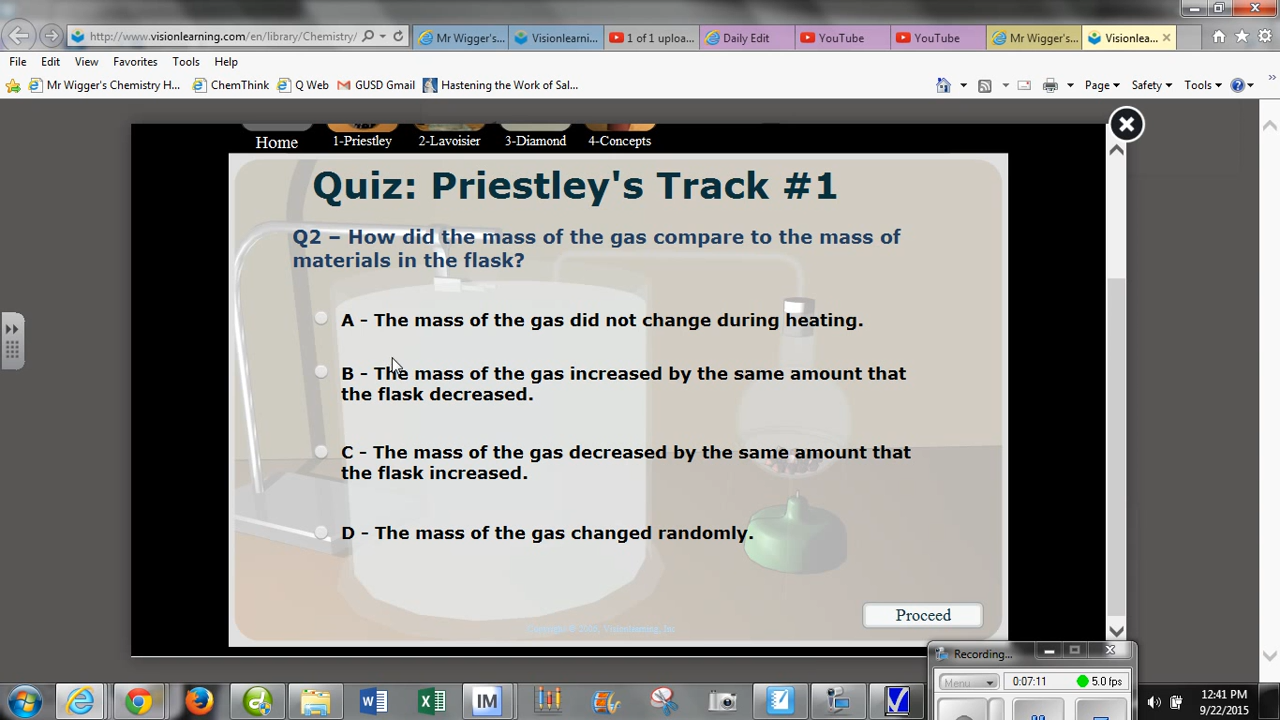 http://www.visionlearning.com/en/library/Chemistry/
Mr Wigger's...
Visionlearni...
1 of 1 uploa...
Daily Edit
YouTube
YouTube
Mr Wigger's...
Visionlea...
File Edit View Favorites Tools Help
Mr Wigger's Chemistry H...
ChemThink
Q Web
GUSD Gmail
Hastening the Work of Sal...
Page
Safety
Tools
Home
1-Priestley
2-Lavoisier
3-Diamond
4-Concepts
Quiz: Priestley's Track #1
Q2 – How did the mass of the gas compare to the mass of
materials in the flask?
A - The mass of the gas did not change during heating.
B - The mass of the gas increased by the same amount that
the flask decreased.
C - The mass of the gas decreased by the same amount that
the flask increased.
D - The mass of the gas changed randomly.
Proceed
Recording...
Menu
0:07:11
5.0 fps
IM
12:41 PM
9/22/2015